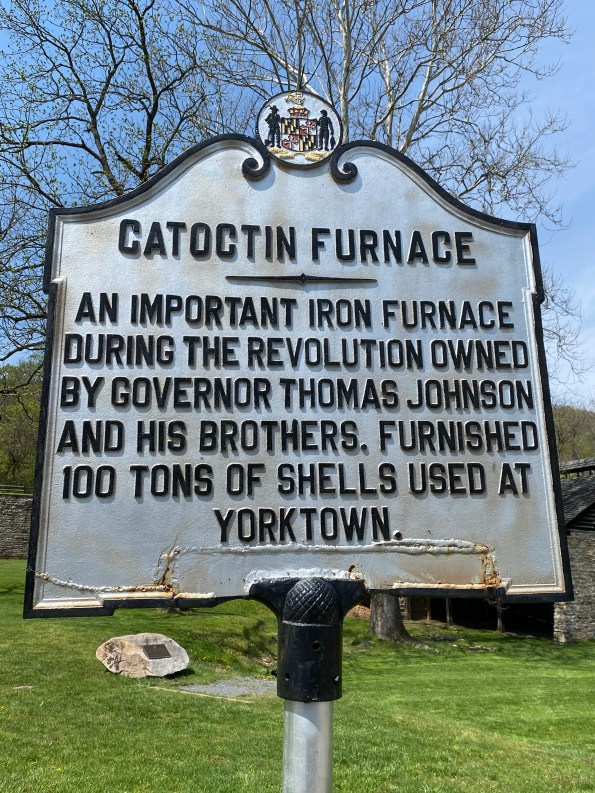 CATOCTIN FURNACE
AN IMPORTANT IRON FURNACE
DURING THE REVOLUTION OWNED
BY GOVERNOR THOMAS JOHNSON
AND HIS BROTHERS. FURNISHED
100 TONS OF SHELLS USED AT
YORKTOWN.